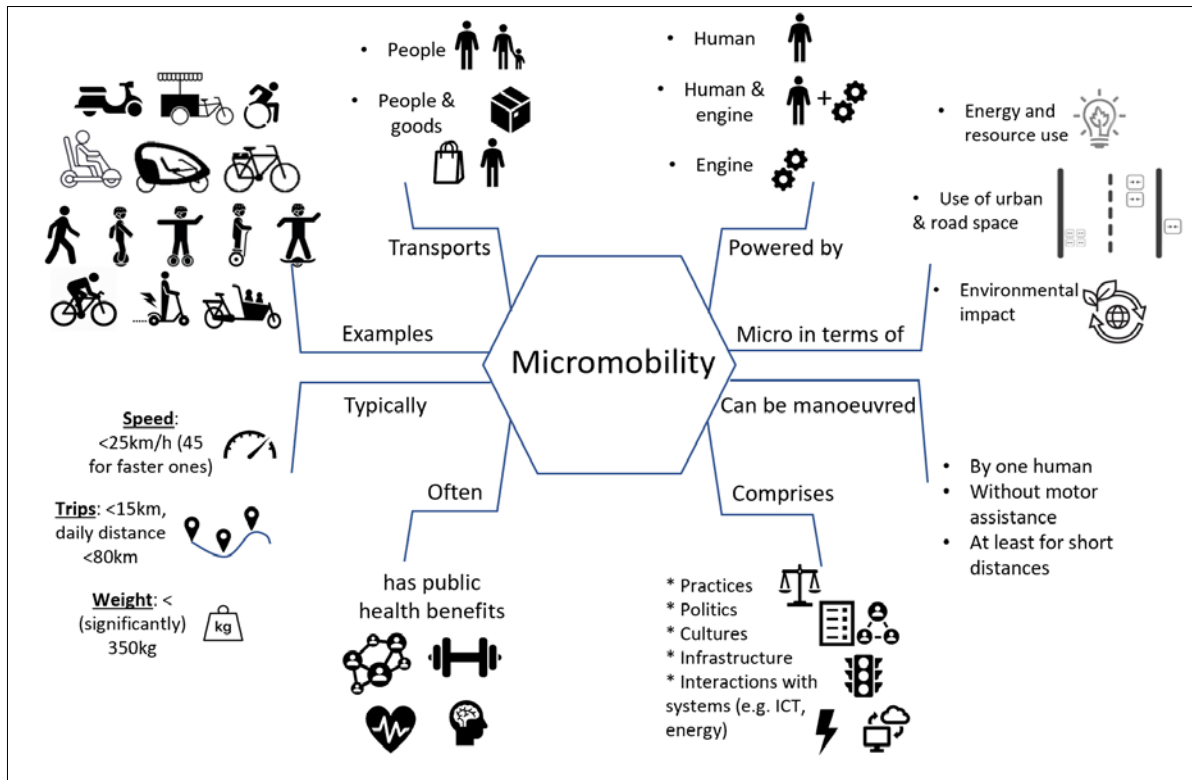 • People
• People &
goods
Transports
• Human
• Human &
engine
• Engine
Powered by
• Energy and
resource use
• Use of urban
& road space
• Environmental
impact
Micro in terms of
Examples
Micromobility
Typically
Speed:
<25km/h (45
for faster ones)
Trips: <15km,
daily distance
<80km
Weight: <
(significantly)
350kg
kg
Often
has public
health benefits
Comprises
* Practices
* Politics
* Cultures
* Infrastructure
* Interactions with
systems (e.g. ICT,
energy)
Can be manoeuvred
• By one human
• Without motor
assistance
• At least for short
distances